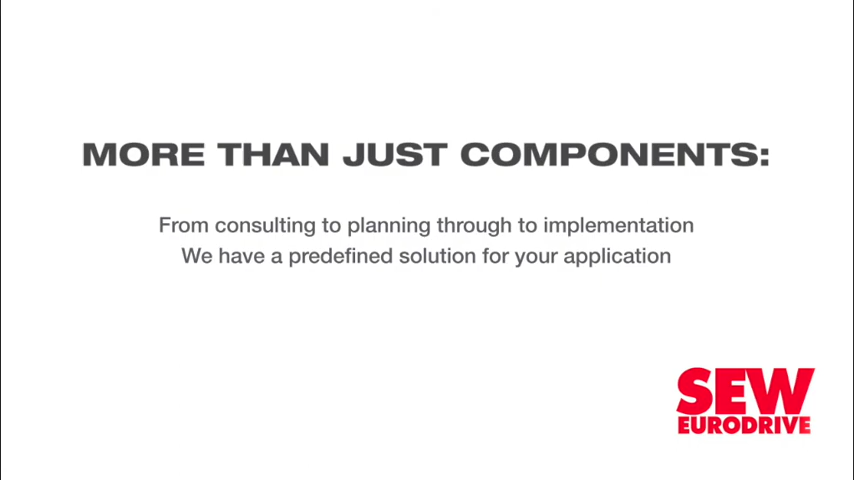 MORE THAN JUST COMPONENTS:
From consulting to planning through to implementation
We have a predefined solution for your application
SEW
EURODRIVE